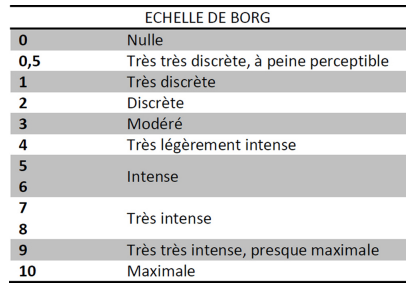 ECHELLE DE BORG
0 Nulle
0,5 Très très discrète, à peine perceptible
1 Très discrète
2 Discrète
3 Modéré
4 Très légèrement intense
5
6 Intense
7
8 Très intense
9 Très très intense, presque maximale
10 Maximale